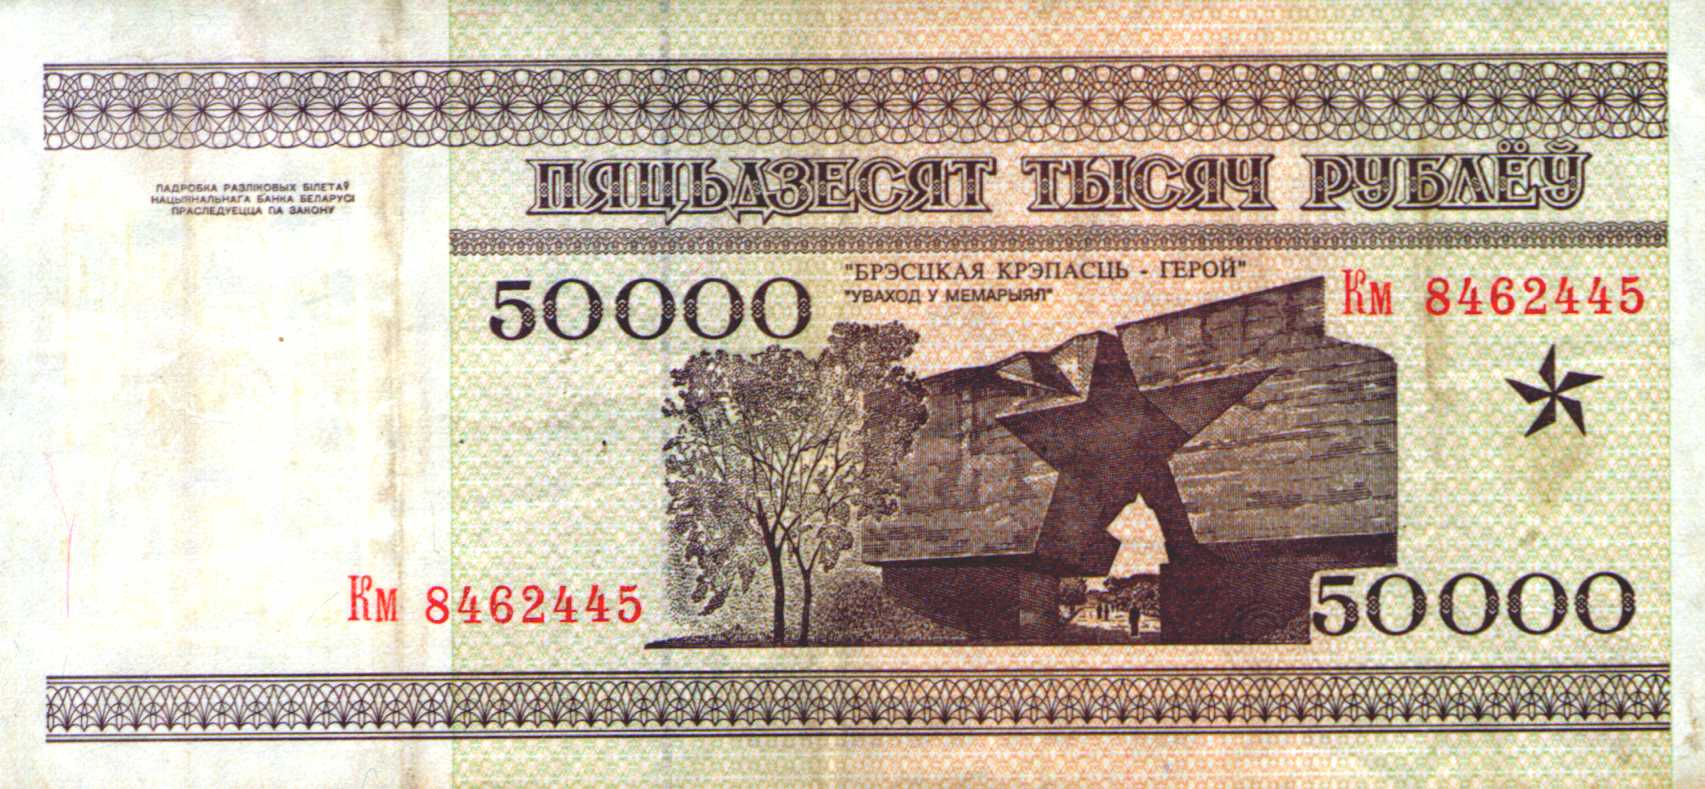 ПЯЦЬДЗЕСЯТ ТЫСЯЧ РУБЛЁЎ
ПАДРОБКА РАЗЛІКОВЫХ БІЛЕТАЎ
НАЦЫЯНАЛЬНАГА БАНКА БЕЛАРУСІ
ПРАСЛЕДУЕЦЦА ПА ЗАКОНУ
50000
"БРЭСЦКАЯ КРЭПАСЦЬ - ГЕРОЙ"
"УВАХОД У МЕМАРЫЯЛ"
Км 8462445
Км 8462445
50000